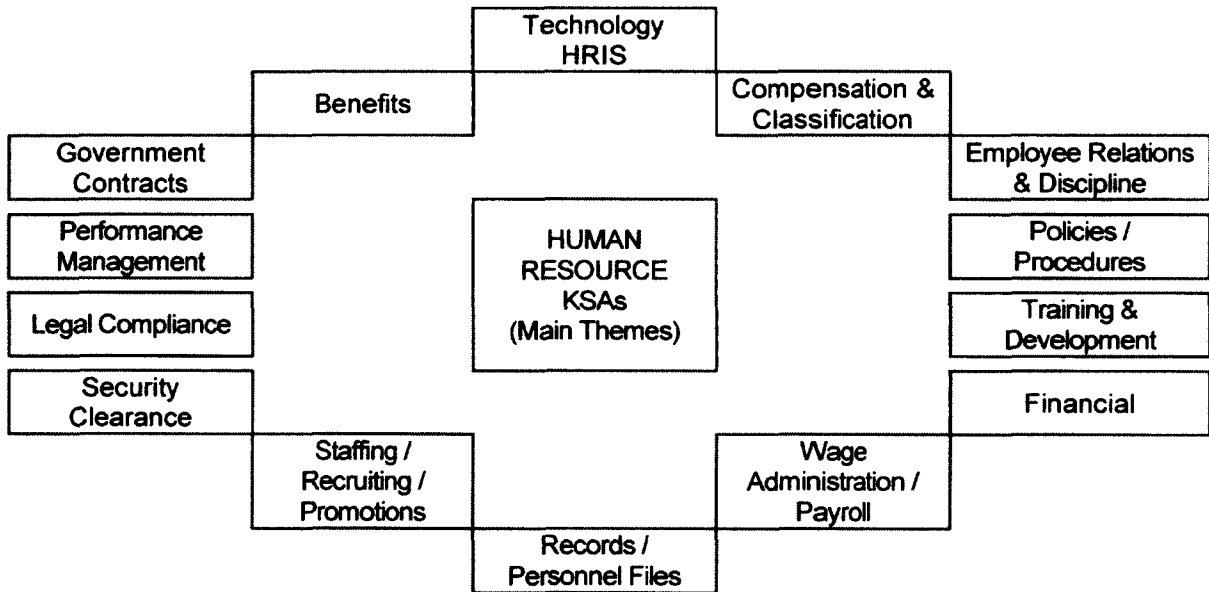 Technology
HRIS
Benefits
Compensation &
Classification
Government
Contracts
Employee Relations
& Discipline
Performance
Management
HUMAN
RESOURCE
KSAs
(Main Themes)
Policies /
Procedures
Legal Compliance
Training &
Development
Security
Clearance
Financial
Staffing /
Recruiting /
Promotions
Wage
Administration /
Payroll
Records /
Personnel Files